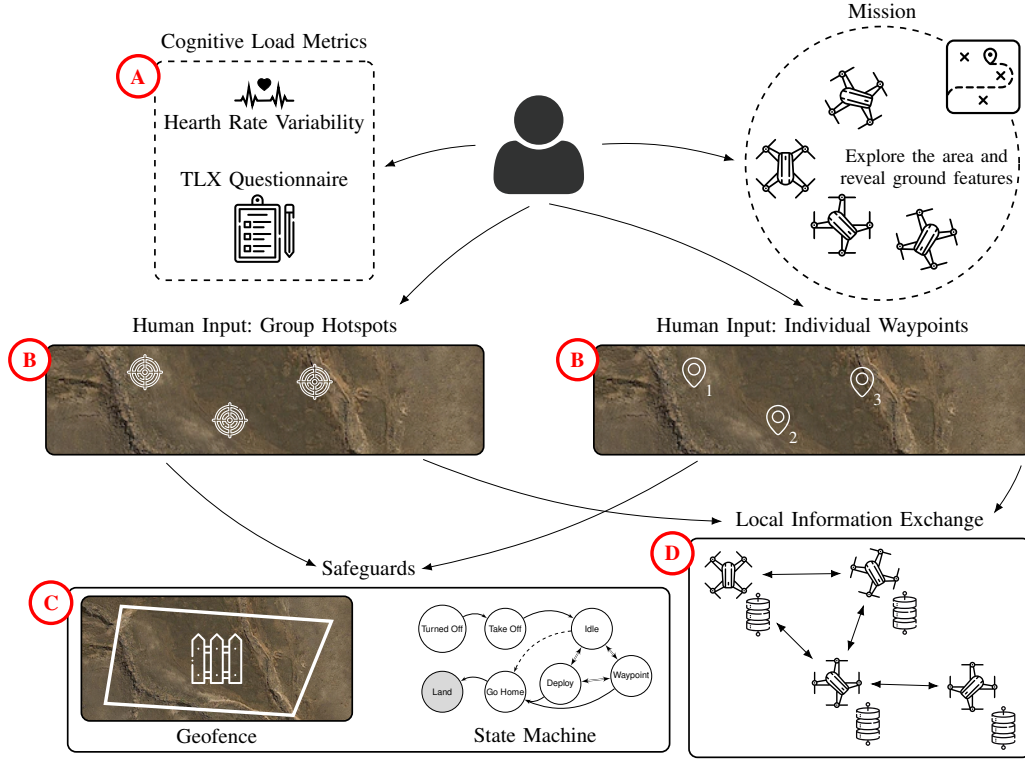 Mission
Cognitive Load Metrics
A
Hearth Rate Variability
TLX Questionnaire
Explore the area and
reveal ground features
Human Input: Group Hotspots
Human Input: Individual Waypoints
B
B
1
2
3
Local Information Exchange
Safeguards
D
C
Turned Off
Take Off
Idle
Land
Go Home
Deploy
Waypoint
Geofence
State Machine